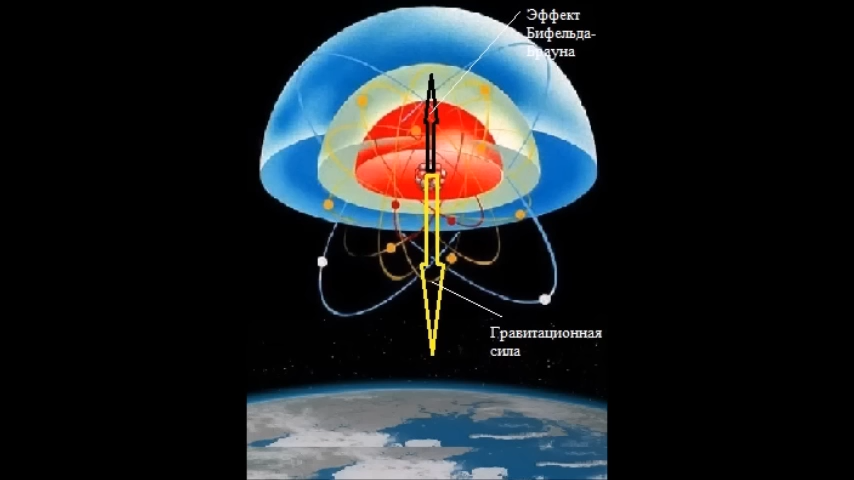 Эффект
Бифельда-
Брауна
Гравитационная
сила